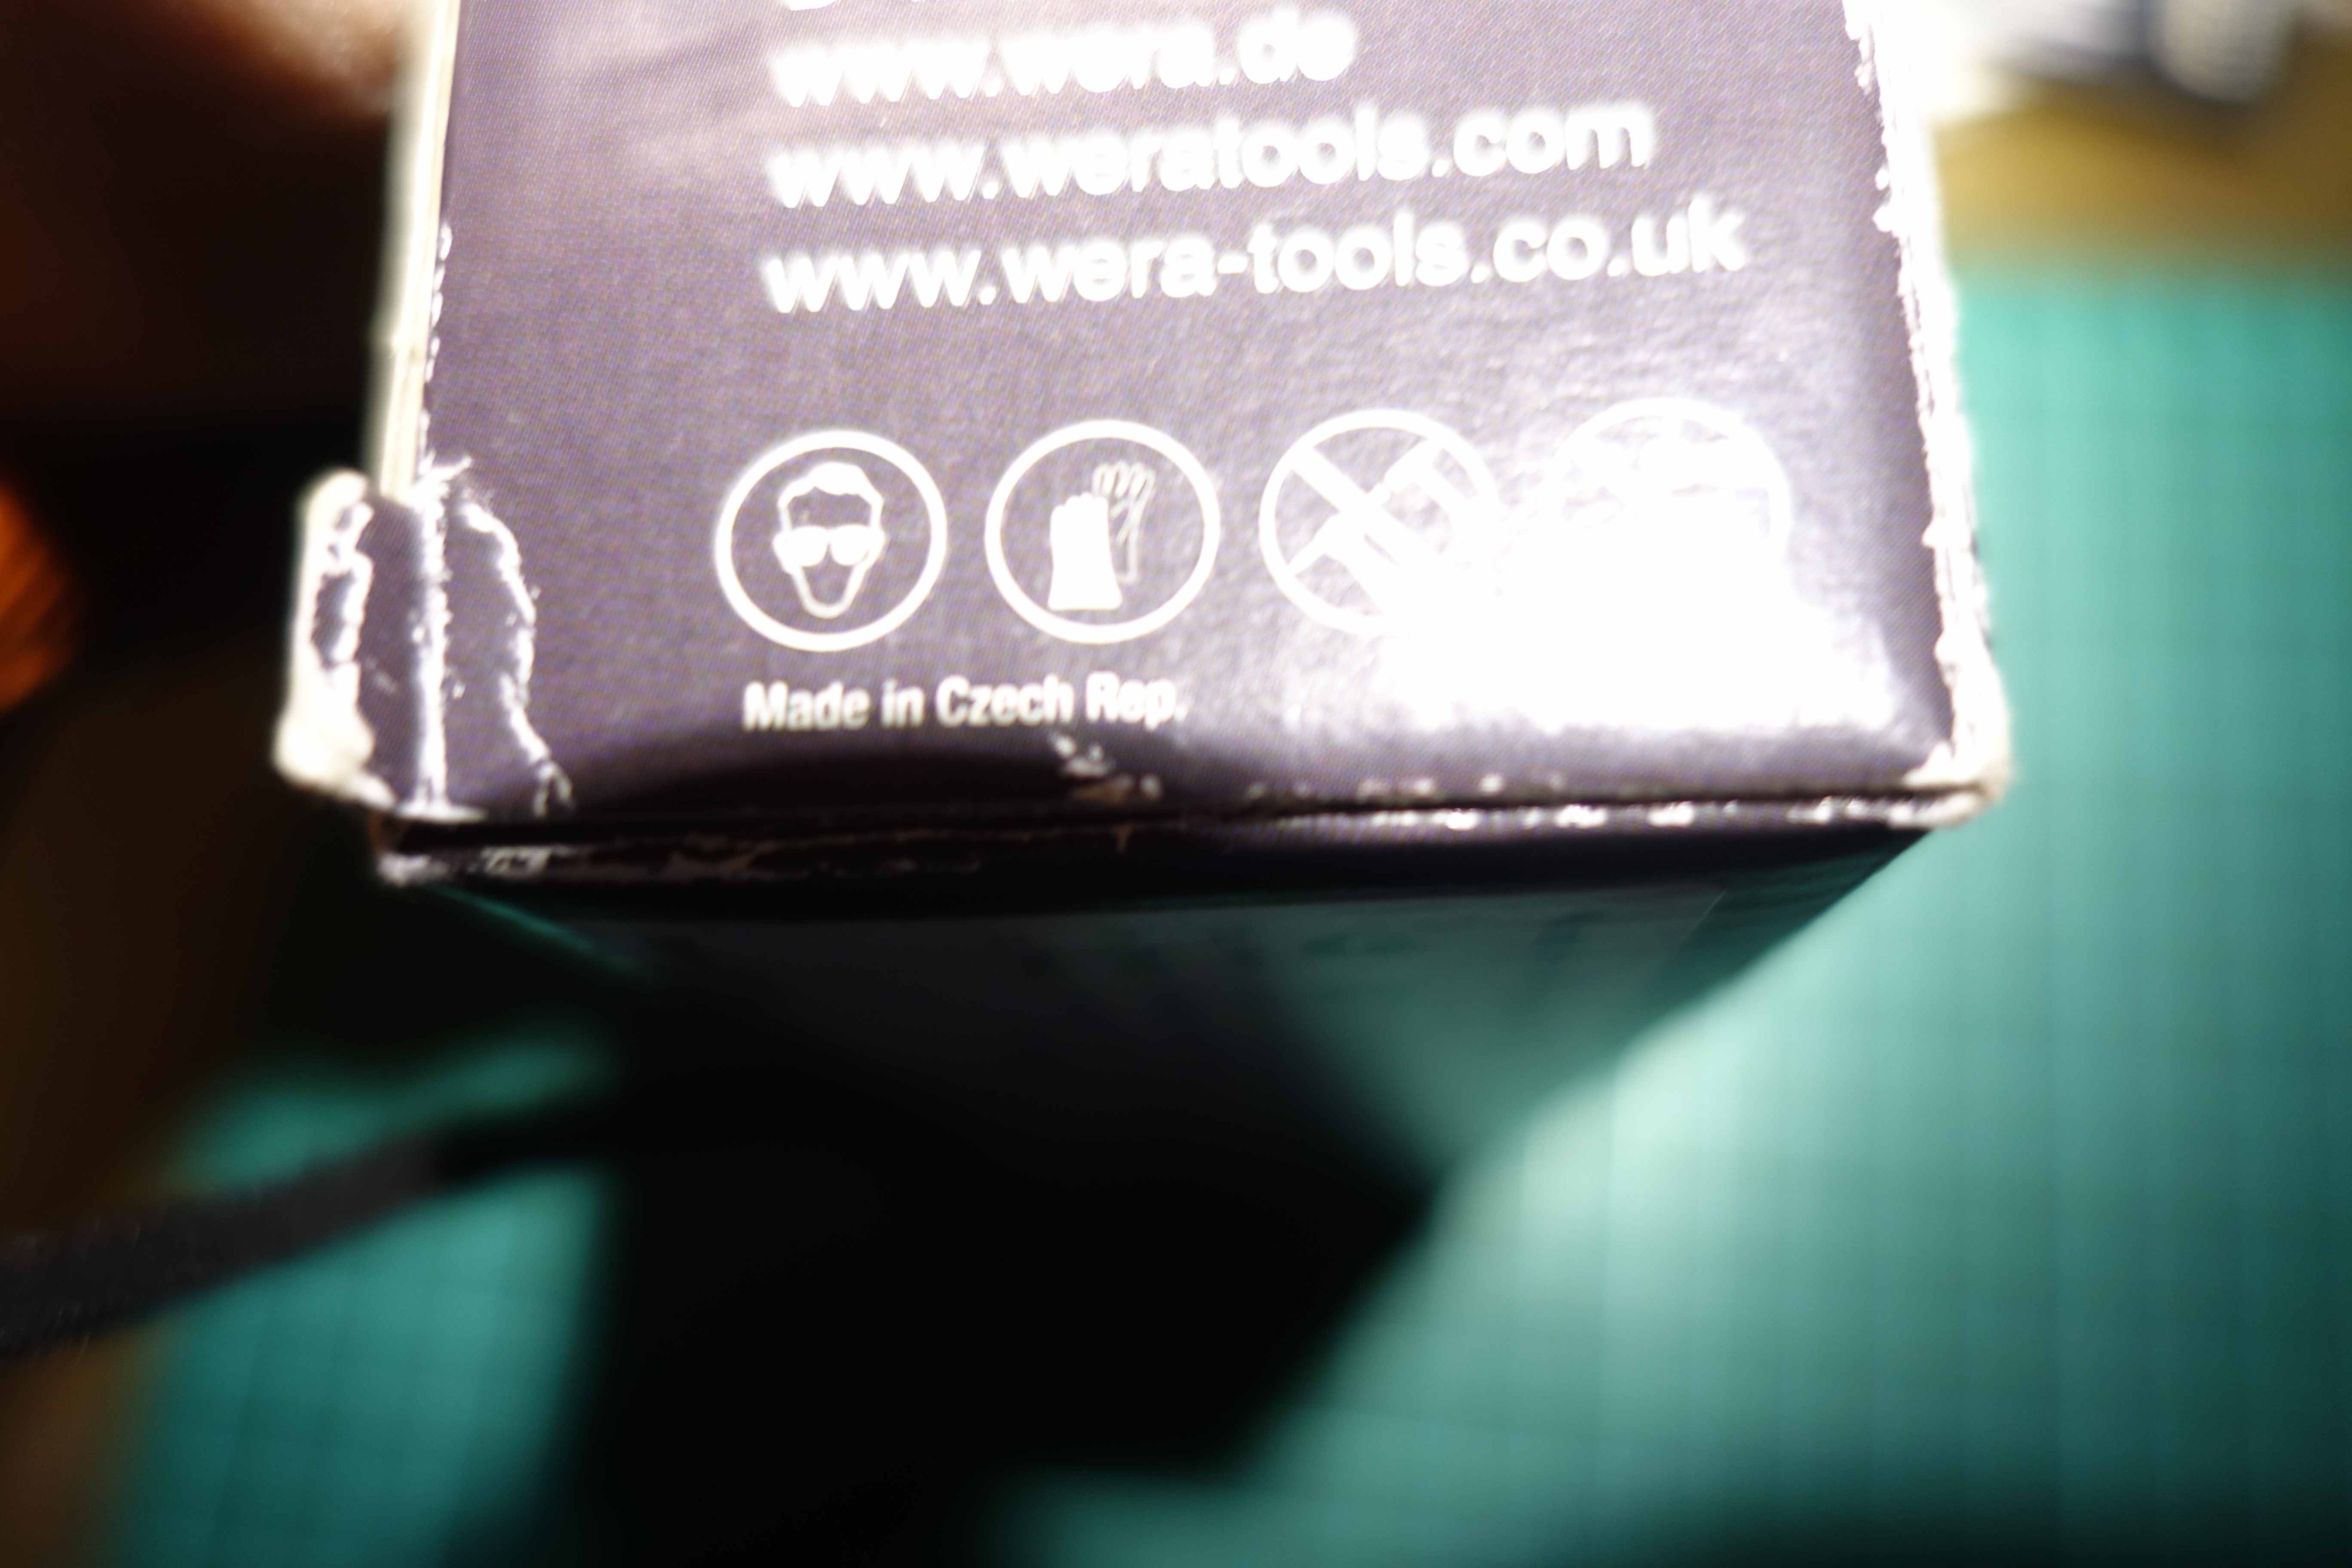 www.wera.de
www.weratools.com
www.wera-tools.co.uk
Made in Czech Rep.